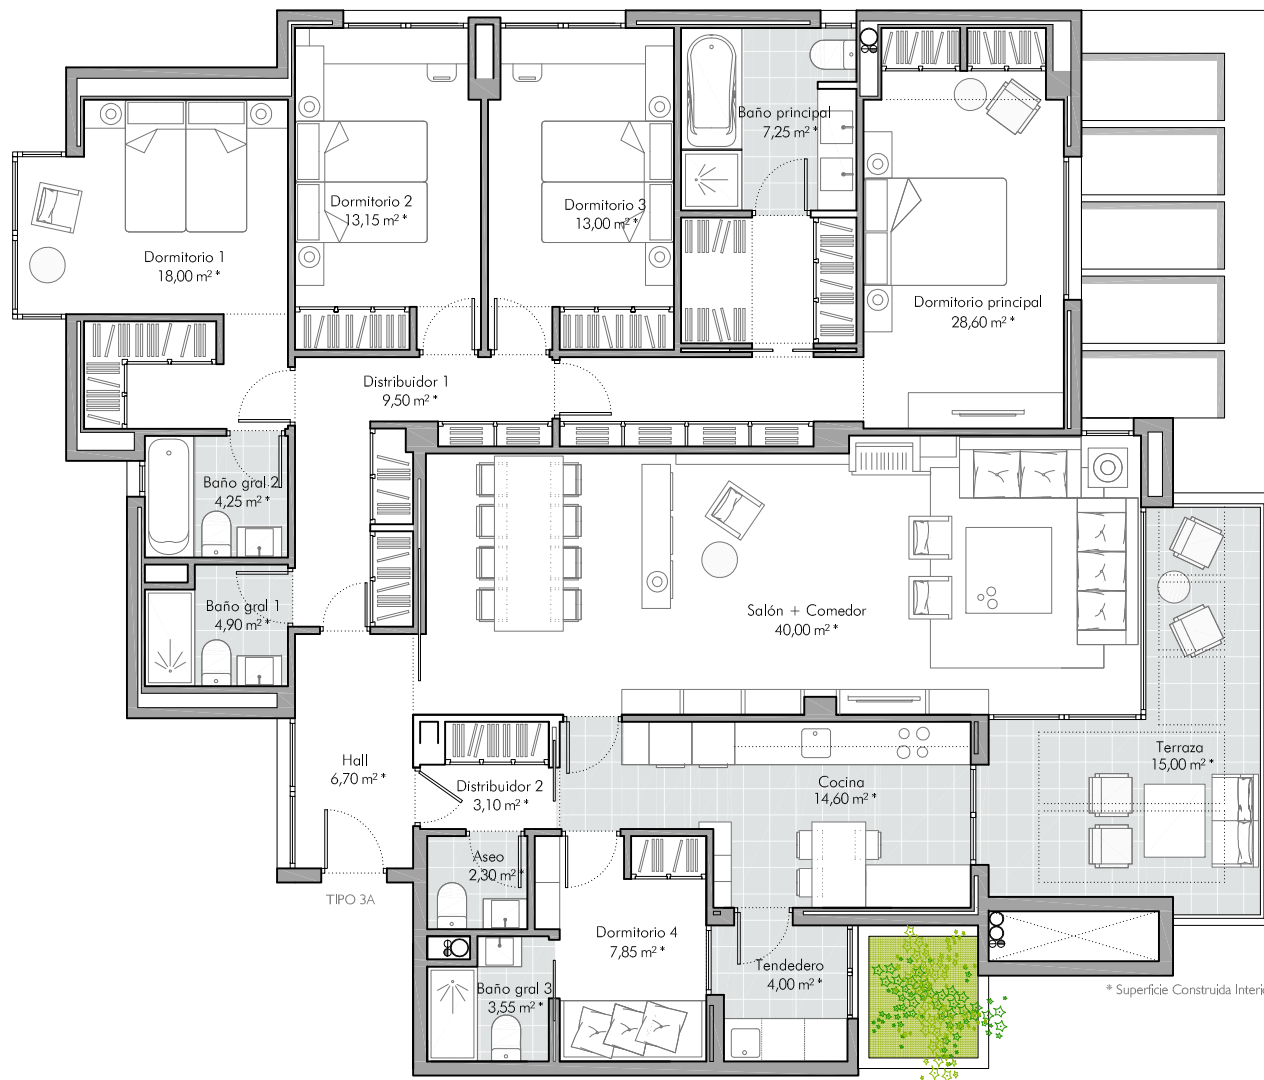 Baño principal
7,25 m² *
Dormitorio 2
13,15 m² *
Dormitorio 3
13,00 m² *
Dormitorio 1
18,00 m² *
Dormitorio principal
28,60 m² *
Distribuidor 1
9,50 m² *
Baño gral 2
4,25 m² *
Baño gral 1
4,90 m² *
Salón + Comedor
40,00 m² *
Hall
6,70 m² *
Distribuidor 2
3,10 m² *
Cocina
14,60 m² *
Terraza
15,00 m² *
Aseo
2,30 m² *
TIPO 3A
Dormitorio 4
7,85 m² *
Tendedero
4,00 m² *
Baño gral 3
3,55 m² *
* Superficie Construida Interi